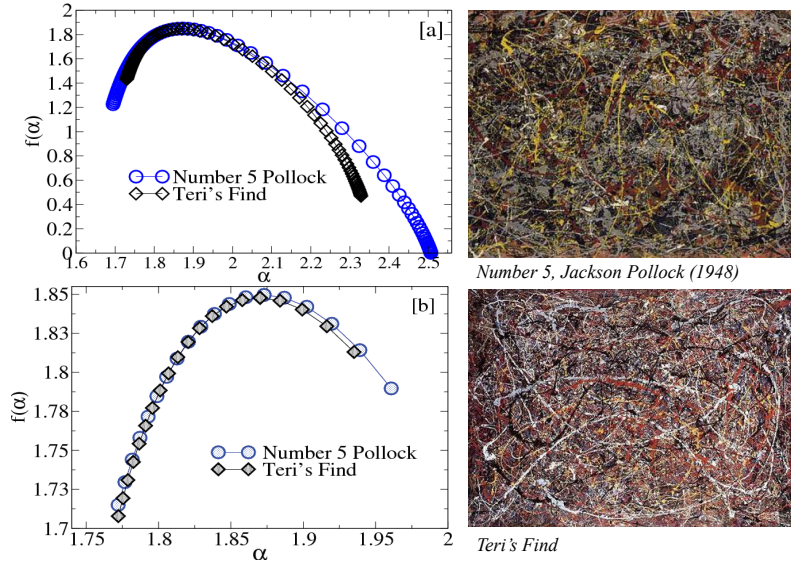 [a]
f(α)
2
1.8
1.6
1.4
1.2
1
0.8
0.6
0.4
0.2
0
Number 5 Pollock
Teri's Find
1.6 1.7 1.8 1.9 2 2.1 2.2 2.3 2.4 2.5 2.6
α
Number 5, Jackson Pollock (1948)
[b]
f(α)
1.85
1.83
1.8
1.78
1.75
1.73
1.7
Number 5 Pollock
Teri's Find
1.75 1.8 1.85 1.9 1.95 2
α
Teri's Find